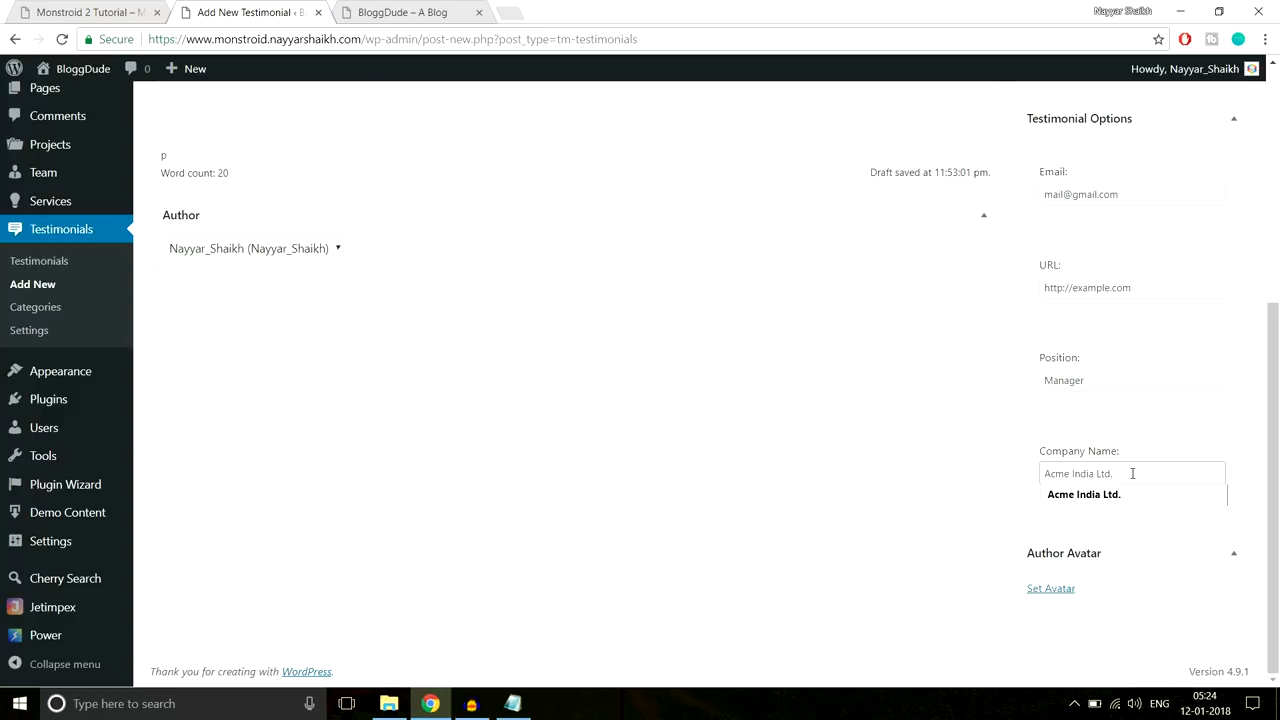 Monstroid 2 Tutorial – M
Add New Testimonial ‹ B
BloggDude – A Blog
Nayyar Shaikh
Secure
https://www.monstroid.nayyarshaikh.com/wp-admin/post-new.php?post_type=tm-testimonials
BloggDude
0
New
Howdy, Nayyar_Shaikh
Pages
Comments
Projects
Team
Services
Testimonials
Testimonials
Add New
Categories
Settings
Appearance
Plugins
Users
Tools
Plugin Wizard
Demo Content
Settings
Cherry Search
Jetimpex
Power
Collapse menu
p
Word count: 20
Draft saved at 11:53:01 pm.
Author
Nayyar_Shaikh (Nayyar_Shaikh)
Testimonial Options
Email:
mail@gmail.com
URL:
http://example.com
Position:
Manager
Company Name:
Acme India Ltd.
Acme India Ltd.
Author Avatar
Set Avatar
Thank you for creating with WordPress.
Version 4.9.1
Type here to search
ENG
05:24
12-01-2018